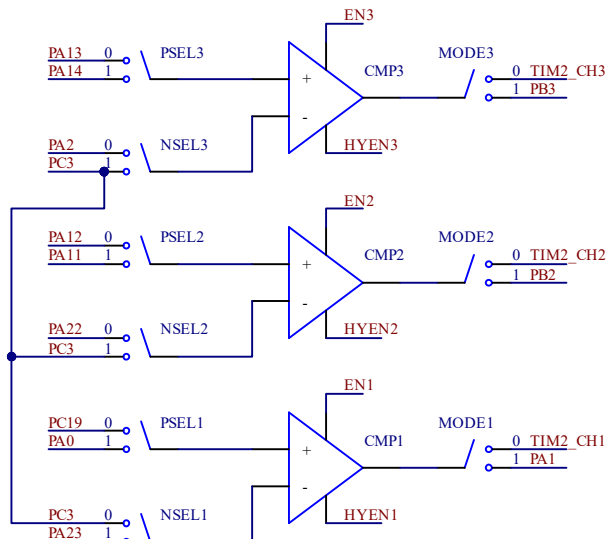 EN3
PA13 0 PSEL3 MODE3
PA14 1 + CMP3 0 TIM2_CH3
1 PB3
-
PA2 0 NSEL3 HYEN3
PC3 1
EN2
PA12 0 PSEL2 MODE2
PA11 1 + CMP2 0 TIM2_CH2
1 PB2
-
PA22 0 NSEL2 HYEN2
PC3 1
EN1
PC19 0 PSEL1 MODE1
PA0 1 + CMP1 0 TIM2_CH1
1 PA1
-
PC3 0 NSEL1 HYEN1
PA23 1